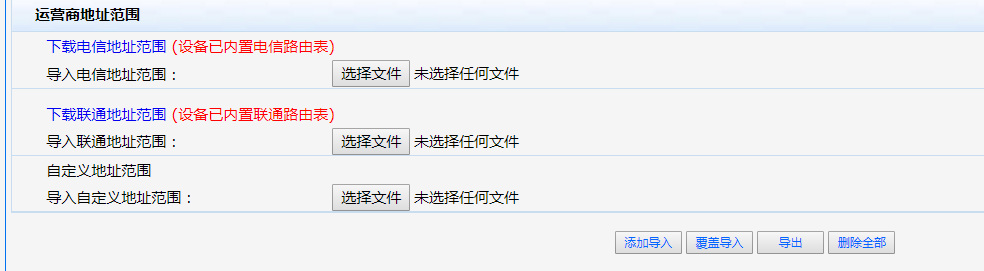 运营商地址范围
下载电信地址范围 (设备已内置电信路由表)
导入电信地址范围： 选择文件 未选择任何文件
下载联通地址范围 (设备已内置联通路由表)
导入联通地址范围： 选择文件 未选择任何文件
自定义地址范围
导入自定义地址范围： 选择文件 未选择任何文件
添加导入 覆盖导入 导出 删除全部